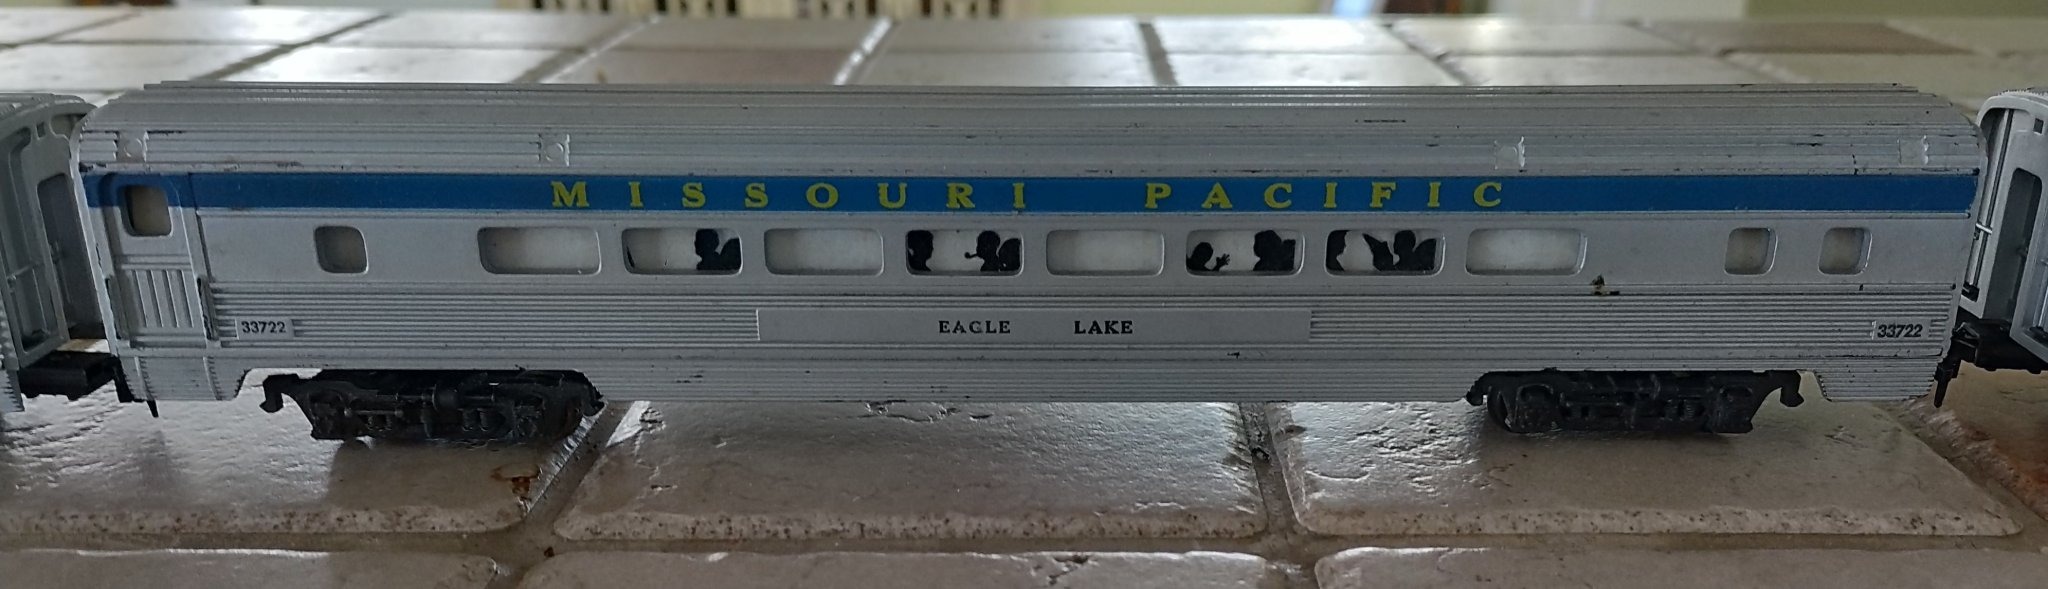 MISSOURI PACIFIC
33722
EAGLE LAKE
33722